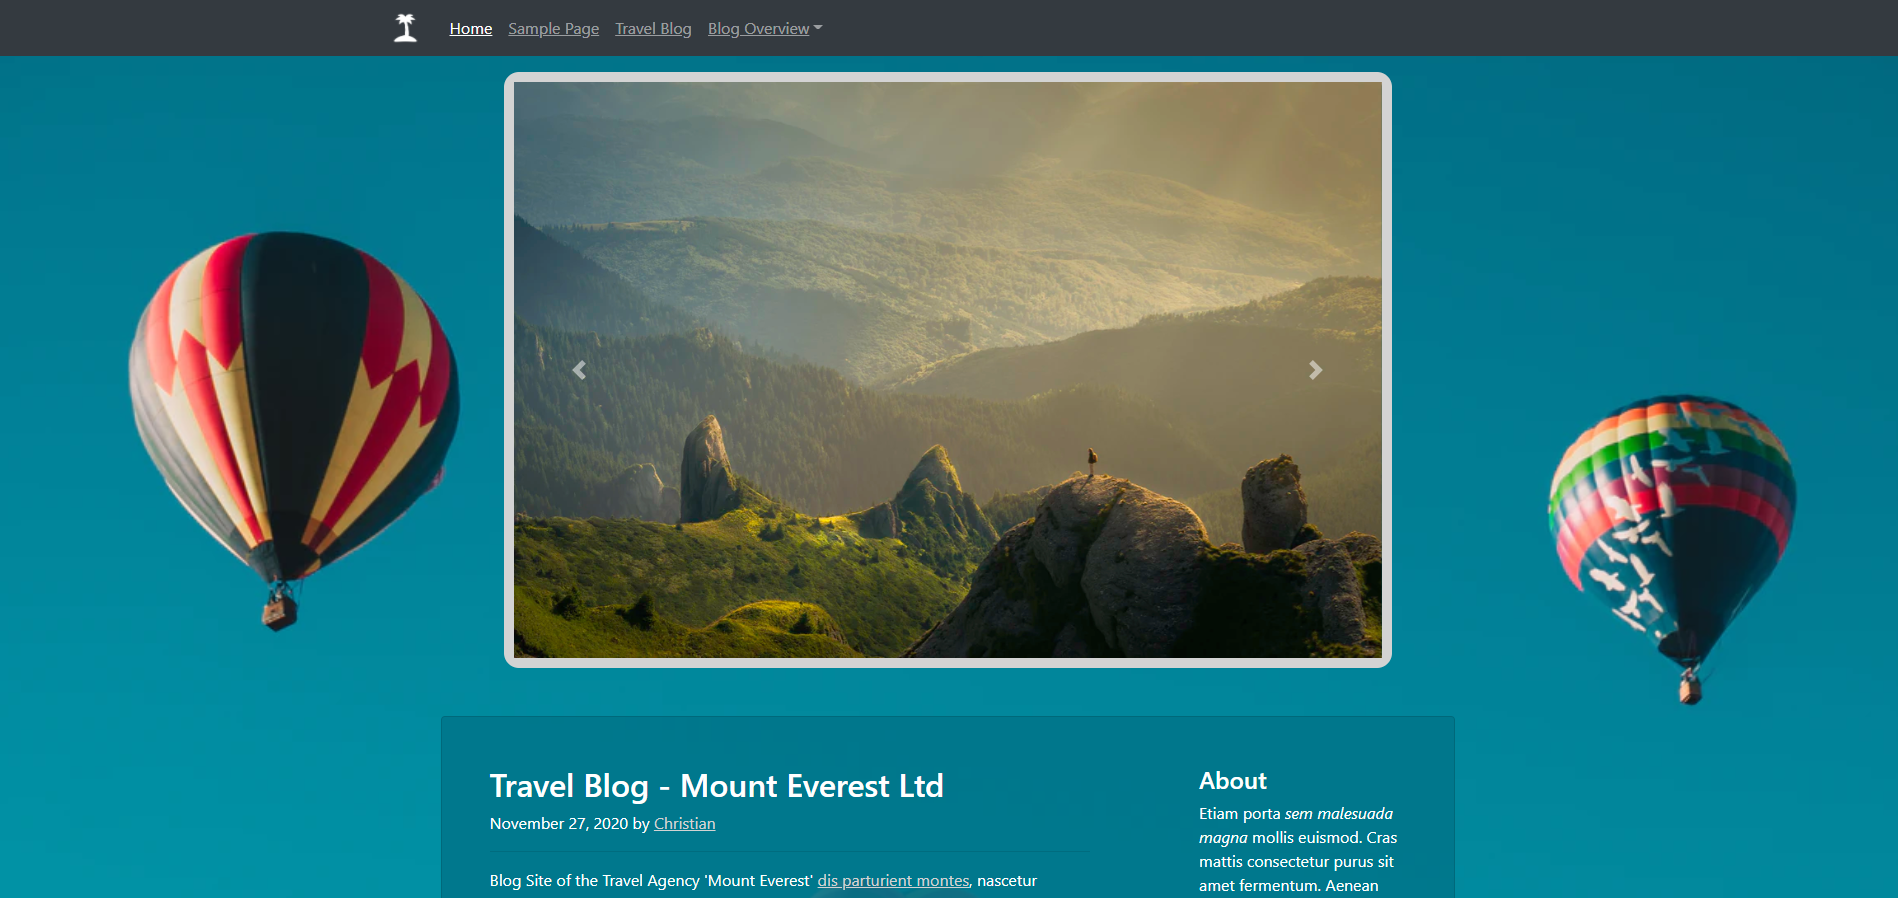 Home Sample Page Travel Blog Blog Overview
Travel Blog - Mount Everest Ltd
November 27, 2020 by Christian
Blog Site of the Travel Agency 'Mount Everest' dis parturient montes, nascetur
About
Etiam porta sem malesuada
magna mollis euismod. Cras
mattis consectetur purus sit
amet fermentum. Aenean